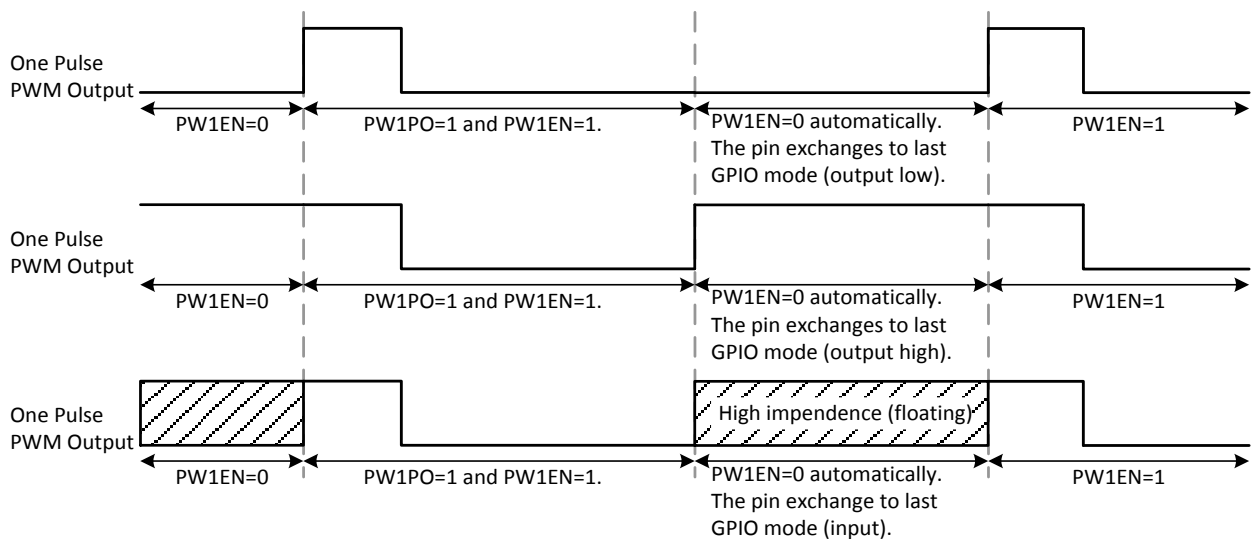 One Pulse
PWM Output
PW1EN=0
PW1PO=1 and PW1EN=1.
PW1EN=0 automatically.
The pin exchanges to last
GPIO mode (output low).
PW1EN=1
One Pulse
PWM Output
PW1EN=0
PW1PO=1 and PW1EN=1.
PW1EN=0 automatically.
The pin exchanges to last
GPIO mode (output high).
PW1EN=1
One Pulse
PWM Output
High impendence (floating)
PW1EN=0
PW1PO=1 and PW1EN=1.
PW1EN=0 automatically.
The pin exchange to last
GPIO mode (input).
PW1EN=1